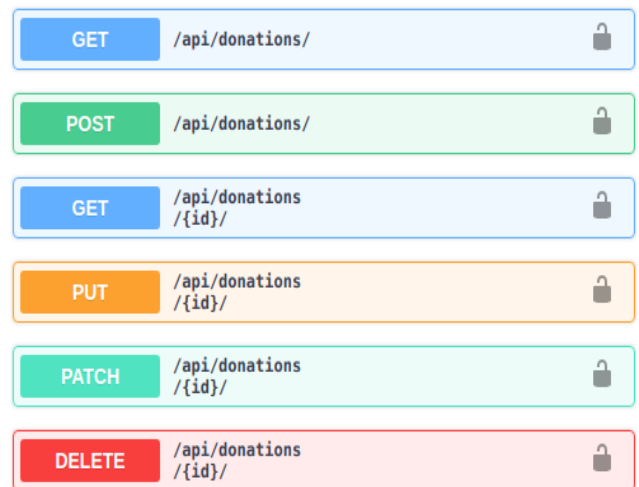 GET /api/donations/
POST /api/donations/
GET /api/donations
/{id}/
PUT /api/donations
/{id}/
PATCH /api/donations
/{id}/
DELETE /api/donations
/{id}/